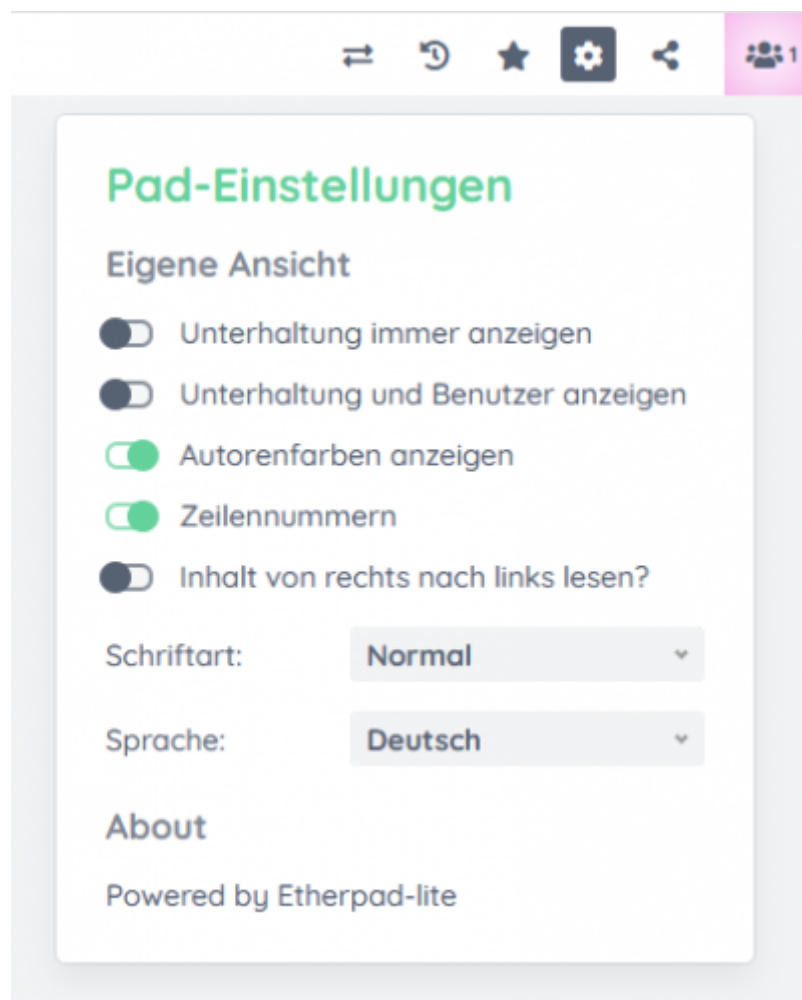 1
Pad-Einstellungen
Eigene Ansicht
Unterhaltung immer anzeigen
Unterhaltung und Benutzer anzeigen
Autorenfarben anzeigen
Zeilennummern
Inhalt von rechts nach links lesen?
Schriftart: Normal
Sprache: Deutsch
About
Powered by Etherpad-lite